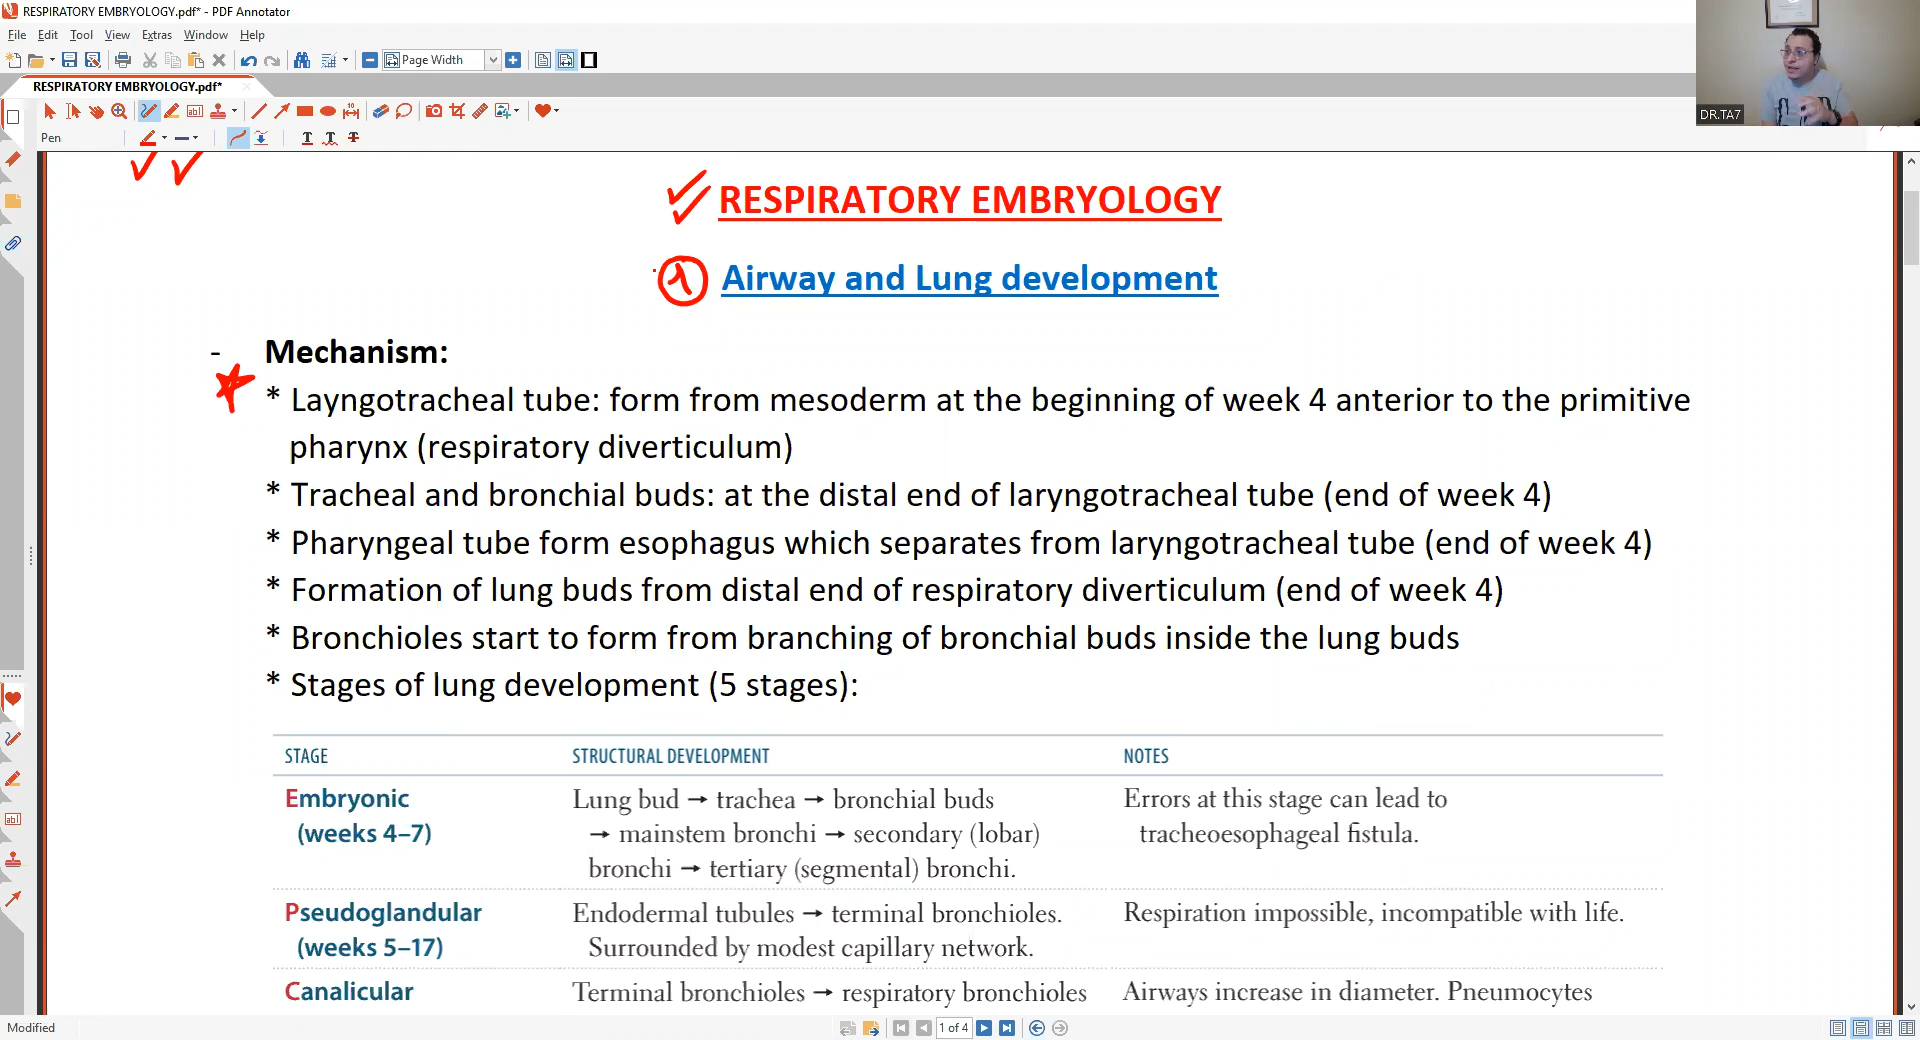 RESPIRATORY EMBRYOLOGY.pdf* - PDF Annotator
File Edit Tool View Extras Window Help
Page Width
RESPIRATORY EMBRYOLOGY.pdf*
Pen
DR.TA7
RESPIRATORY EMBRYOLOGY
Airway and Lung development
- Mechanism:
* Layngotracheal tube: form from mesoderm at the beginning of week 4 anterior to the primitive
pharynx (respiratory diverticulum)
* Tracheal and bronchial buds: at the distal end of laryngotracheal tube (end of week 4)
* Pharyngeal tube form esophagus which separates from laryngotracheal tube (end of week 4)
* Formation of lung buds from distal end of respiratory diverticulum (end of week 4)
* Bronchioles start to form from branching of bronchial buds inside the lung buds
* Stages of lung development (5 stages):
STAGE STRUCTURAL DEVELOPMENT NOTES
Embryonic Lung bud → trachea → bronchial buds Errors at this stage can lead to
(weeks 4–7) → mainstem bronchi → secondary (lobar) tracheoesophageal fistula.
bronchi → tertiary (segmental) bronchi.
Pseudoglandular Endodermal tubules → terminal bronchioles. Respiration impossible, incompatible with life.
(weeks 5–17) Surrounded by modest capillary network.
Canalicular Terminal bronchioles → respiratory bronchioles Airways increase in diameter. Pneumocytes
Modified
1 of 4